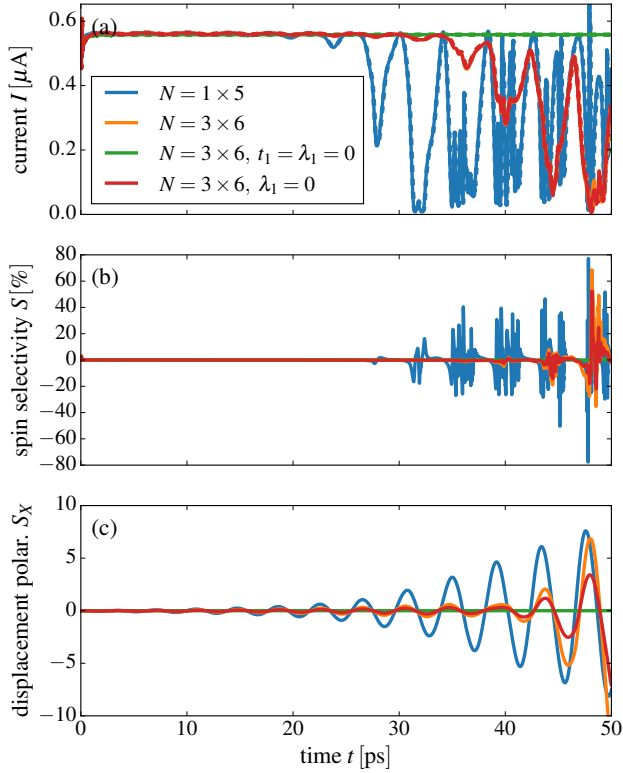 (a)
current I [μA]
0.6
0.4
0.2
0.0
N = 1 × 5
N = 3 × 6
N = 3 × 6, t₁ = λ₁ = 0
N = 3 × 6, λ₁ = 0
(b)
spin selectivity S [%]
80
60
40
20
0
−20
−40
−60
−80
(c)
displacement polar. S_X
10
5
0
−5
−10
0 10 20 30 40 50
time t [ps]